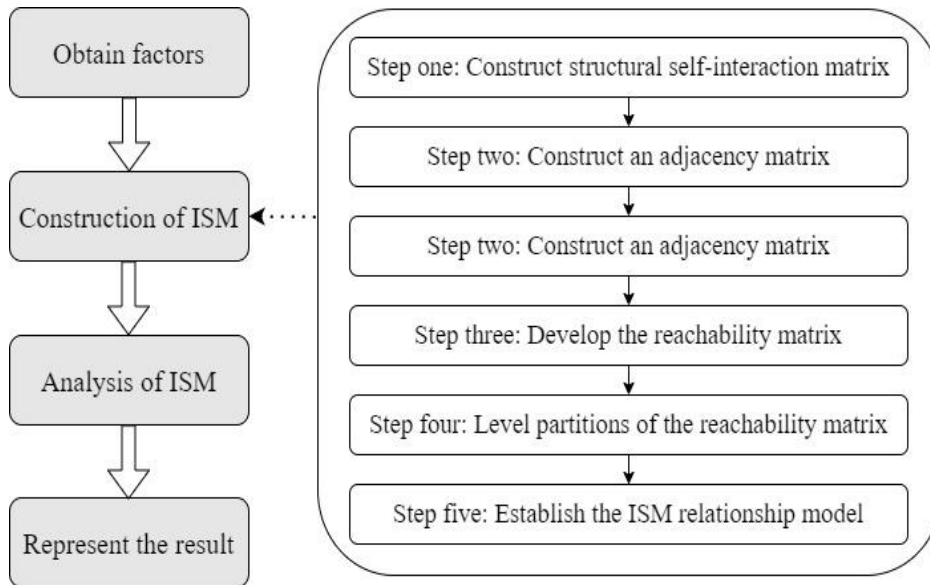 Obtain factors
Construction of ISM
Analysis of ISM
Represent the result
Step one: Construct structural self-interaction matrix
Step two: Construct an adjacency matrix
Step two: Construct an adjacency matrix
Step three: Develop the reachability matrix
Step four: Level partitions of the reachability matrix
Step five: Establish the ISM relationship model